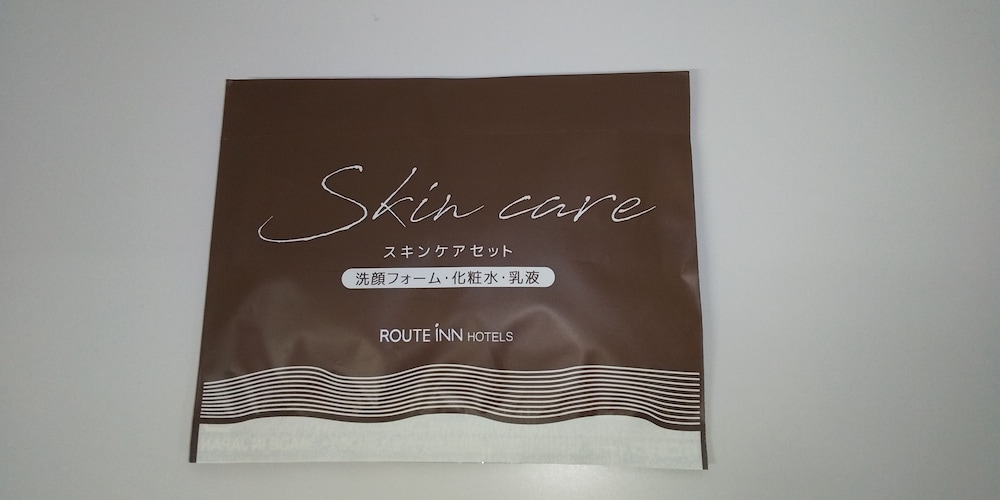 Skin care
スキンケアセット
洗顔フォーム・化粧水・乳液
ROUTE INN HOTELS